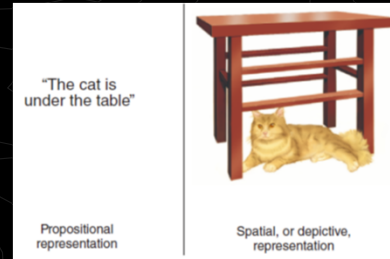 “The cat is
under the table”
Propositional
representation
Spatial, or depictive,
representation